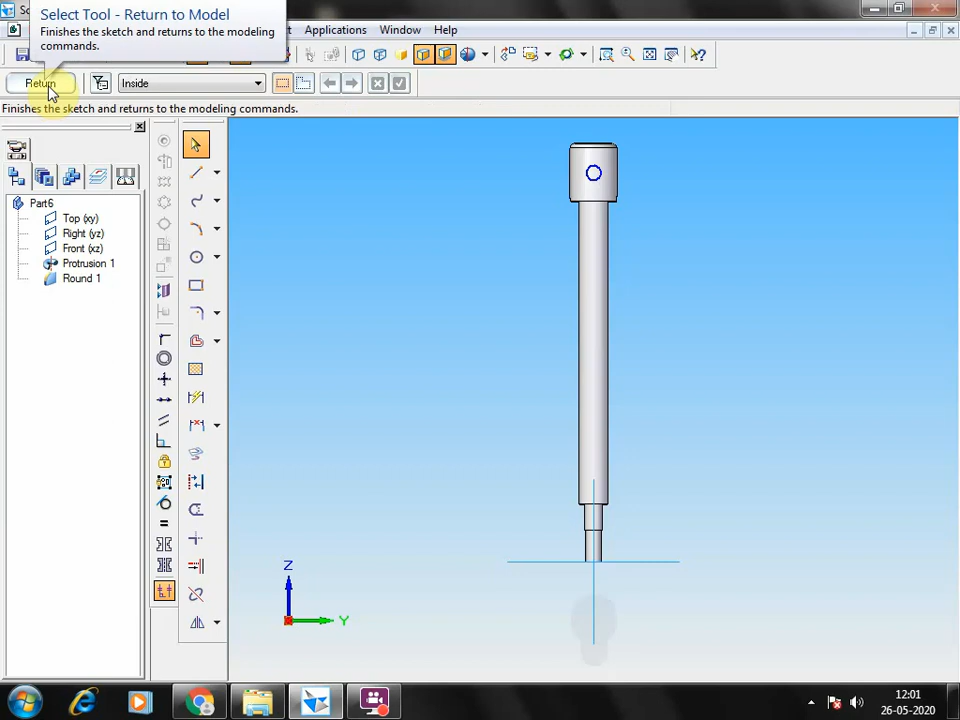 Select Tool - Return to Model
Finishes the sketch and returns to the modeling
commands.
Applications Window Help
Return
Inside
Finishes the sketch and returns to the modeling commands.
Part6
Top (xy)
Right (yz)
Front (xz)
Protrusion 1
Round 1
Z
Y
12:01
26-05-2020